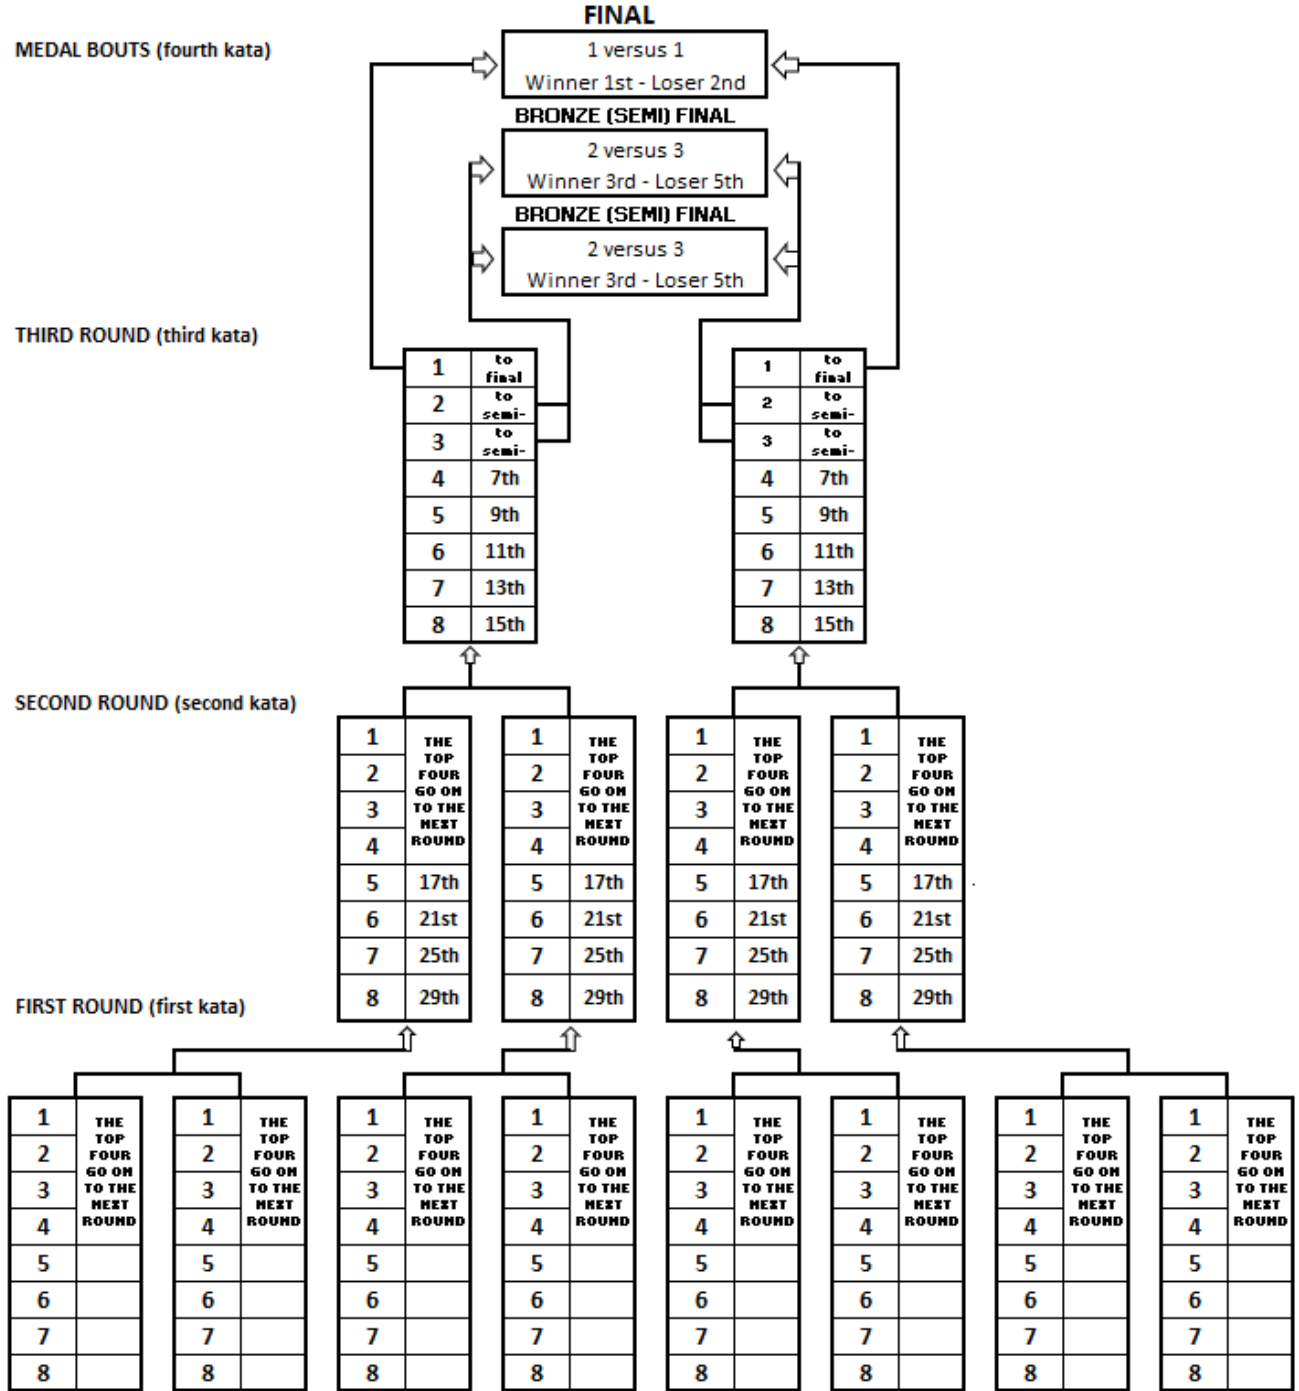 FINAL
MEDAL BOUTS (fourth kata)
1 versus 1
Winner 1st - Loser 2nd
BRONZE (SEMI) FINAL
2 versus 3
Winner 3rd - Loser 5th
BRONZE (SEMI) FINAL
2 versus 3
Winner 3rd - Loser 5th
THIRD ROUND (third kata)
1 to final 1 to final
2 to semi- 2 to semi-
3 to semi- 3 to semi-
4 7th 4 7th
5 9th 5 9th
6 11th 6 11th
7 13th 7 13th
8 15th 8 15th
SECOND ROUND (second kata)
1 1 1 1
2 2 2 2
3 3 3 3
4 4 4 4
THE THE THE THE
TOP TOP TOP TOP
FOUR FOUR FOUR FOUR
GO ON GO ON GO ON GO ON
TO THE TO THE TO THE TO THE
NEXT NEXT NEXT NEXT
ROUND ROUND ROUND ROUND
5 17th 5 17th 5 17th 5 17th
6 21st 6 21st 6 21st 6 21st
7 25th 7 25th 7 25th 7 25th
8 29th 8 29th 8 29th 8 29th
FIRST ROUND (first kata)
1 1 1 1 1 1 1 1
2 2 2 2 2 2 2 2
3 3 3 3 3 3 3 3
4 4 4 4 4 4 4 4
THE THE THE THE THE THE THE THE
TOP TOP TOP TOP TOP TOP TOP TOP
FOUR FOUR FOUR FOUR FOUR FOUR FOUR FOUR
GO ON GO ON GO ON GO ON GO ON GO ON GO ON GO ON
TO THE TO THE TO THE TO THE TO THE TO THE TO THE TO THE
NEXT NEXT NEXT NEXT NEXT NEXT NEXT NEXT
ROUND ROUND ROUND ROUND ROUND ROUND ROUND ROUND
5 5 5 5 5 5 5 5
6 6 6 6 6 6 6 6
7 7 7 7 7 7 7 7
8 8 8 8 8 8 8 8